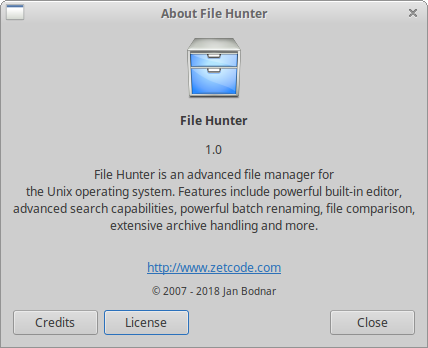 About File Hunter
File Hunter
1.0
File Hunter is an advanced file manager for
the Unix operating system. Features include powerful built-in editor,
advanced search capabilities, powerful batch renaming, file comparison,
extensive archive handling and more.
http://www.zetcode.com
© 2007 - 2018 Jan Bodnar
Credits
License
Close